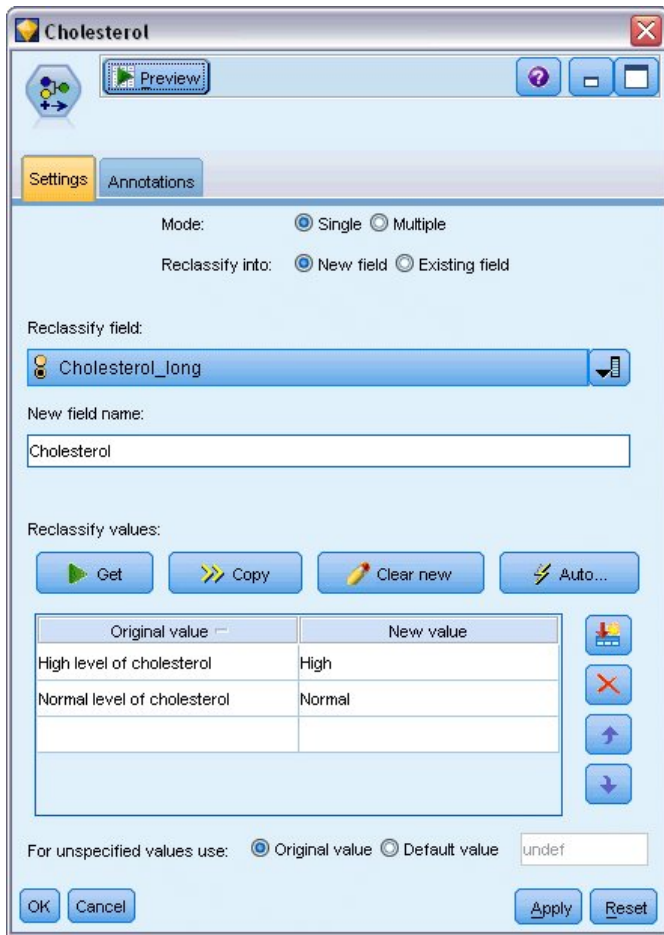 Cholesterol
Preview
Settings Annotations
Mode: Single Multiple
Reclassify into: New field Existing field
Reclassify field:
Cholesterol_long
New field name:
Cholesterol
Reclassify values:
Get Copy Clear new Auto...
Original value New value
High level of cholesterol High
Normal level of cholesterol Normal
For unspecified values use: Original value Default value undef
OK Cancel Apply Reset